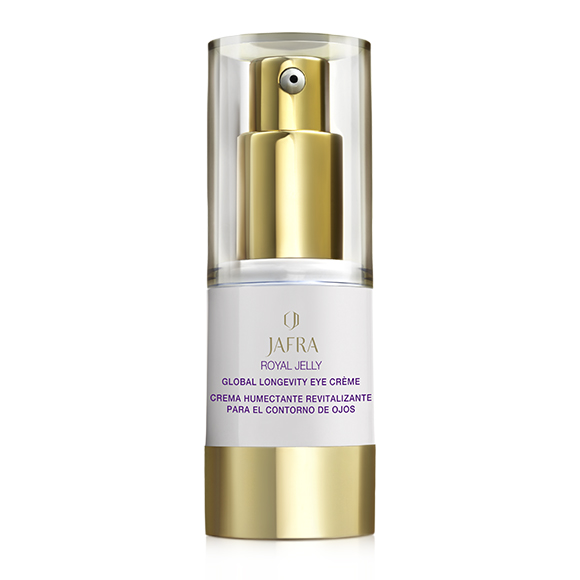 JAFRA
ROYAL JELLY
GLOBAL LONGEVITY EYE CRÈME
CREMA HUMECTANTE REVITALIZANTE
PARA EL CONTORNO DE OJOS